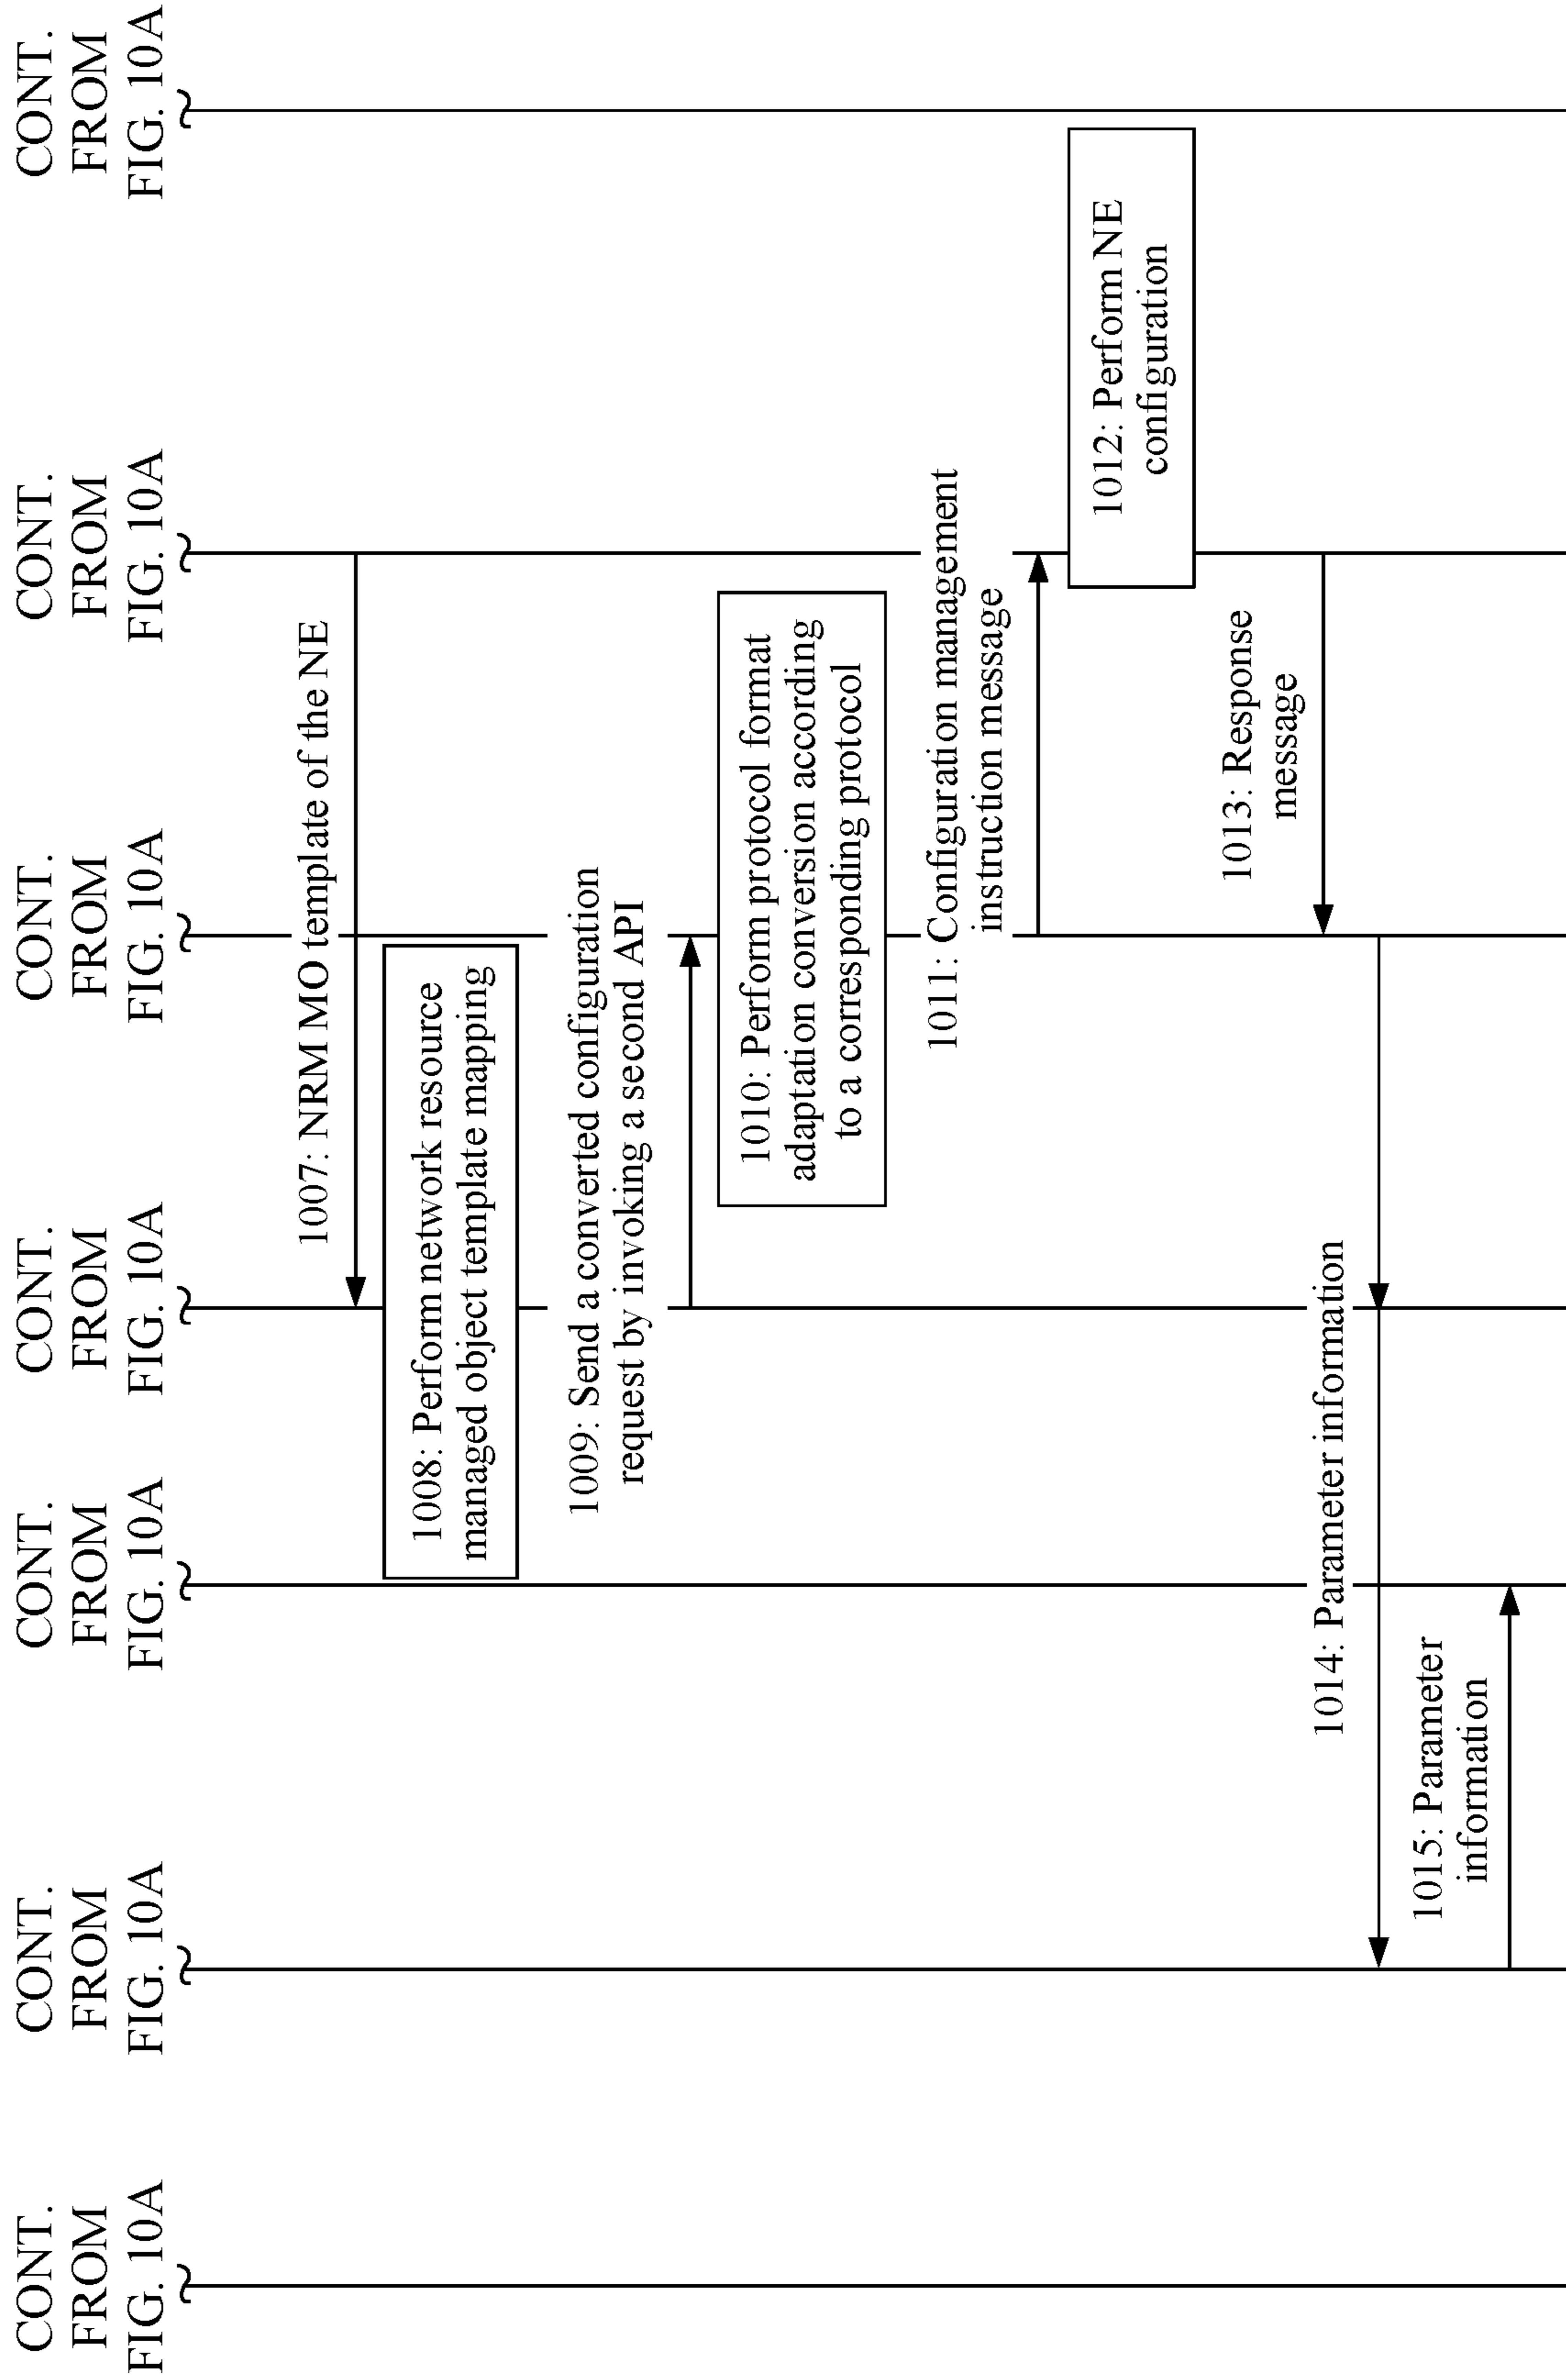 CONT.
FROM
FIG. 10A
CONT.
FROM
FIG. 10A
CONT.
FROM
FIG. 10A
CONT.
FROM
FIG. 10A
CONT.
FROM
FIG. 10A
CONT.
FROM
FIG. 10A
CONT.
FROM
FIG. 10A
1007: NRM MO template of the NE
1008: Perform network resource
managed object template mapping
1009: Send a converted configuration
request by invoking a second API
1010: Perform protocol format
adaptation conversion according
to a corresponding protocol
1011: Configuration management
instruction message
1012: Perform NE
configuration
1013: Response
message
1014: Parameter information
1015: Parameter
information